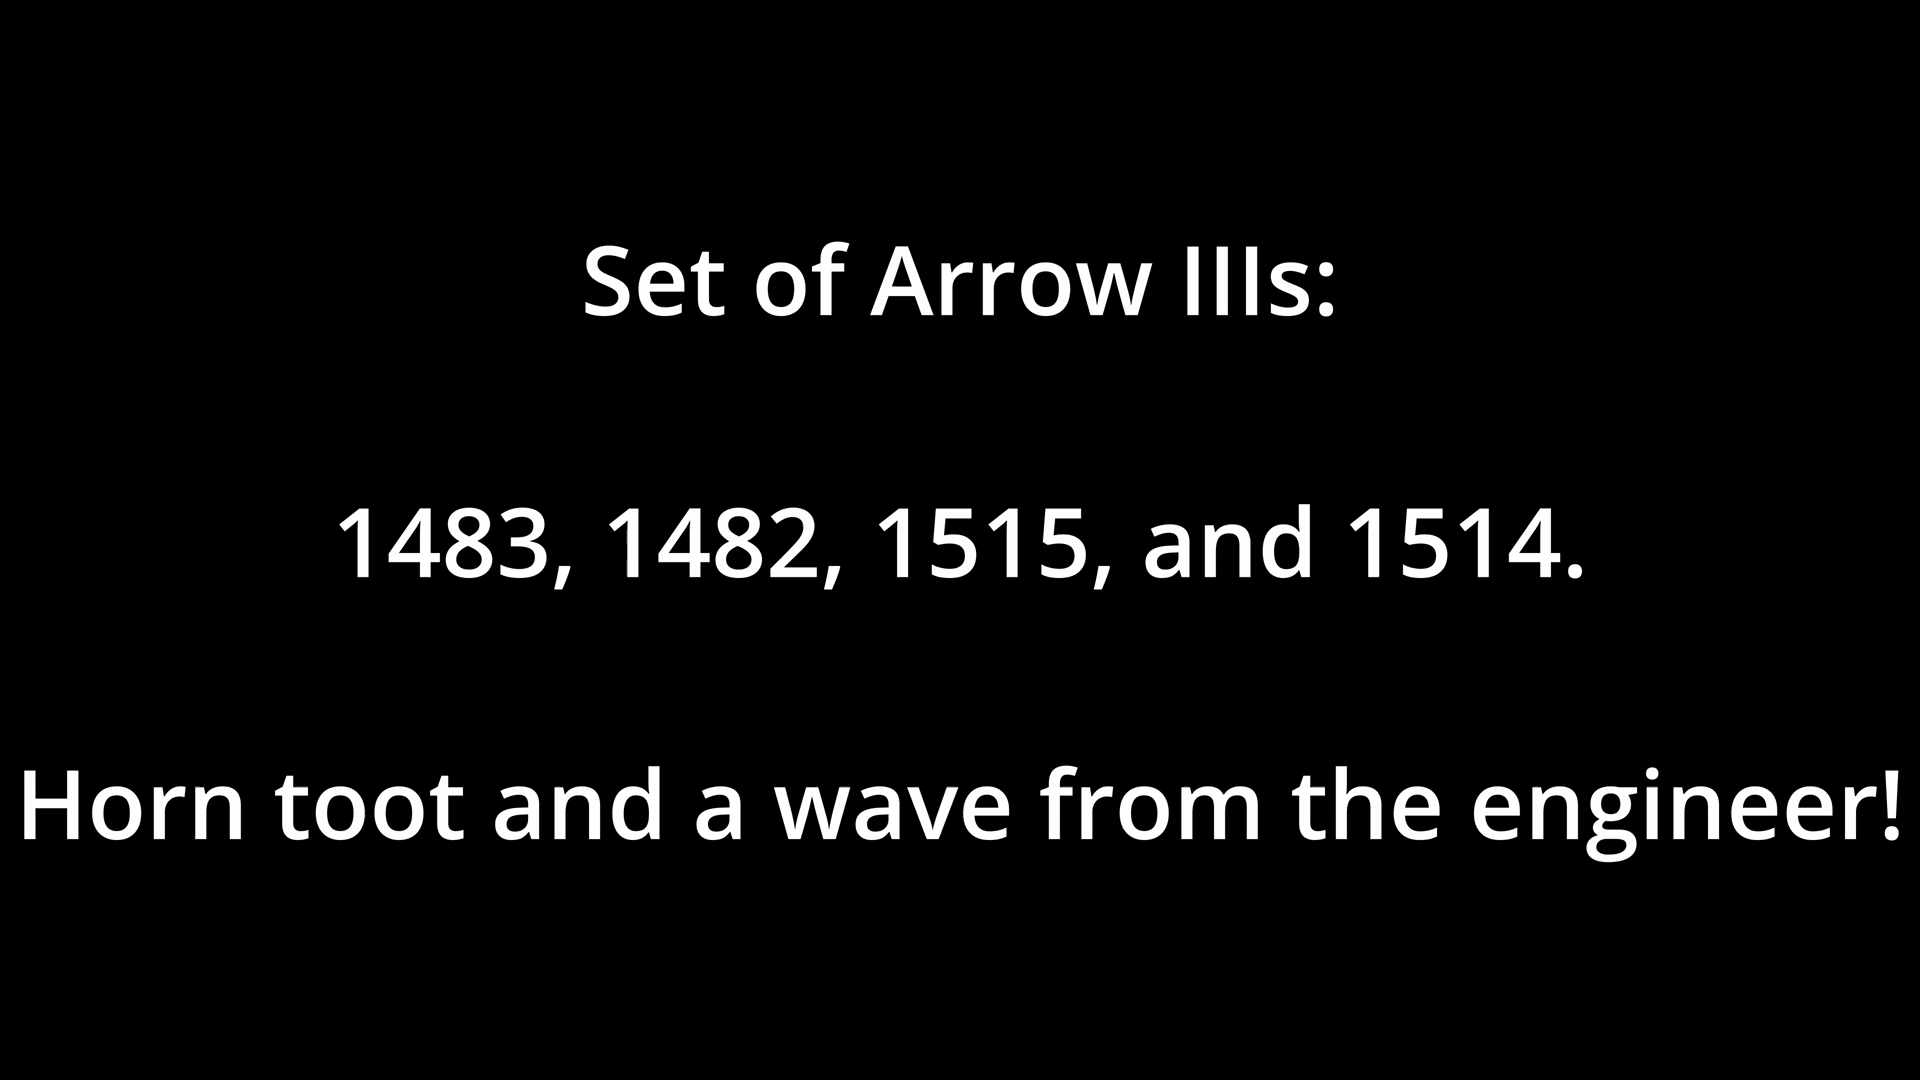 Set of Arrow IIIs:
1483, 1482, 1515, and 1514.
Horn toot and a wave from the engineer!